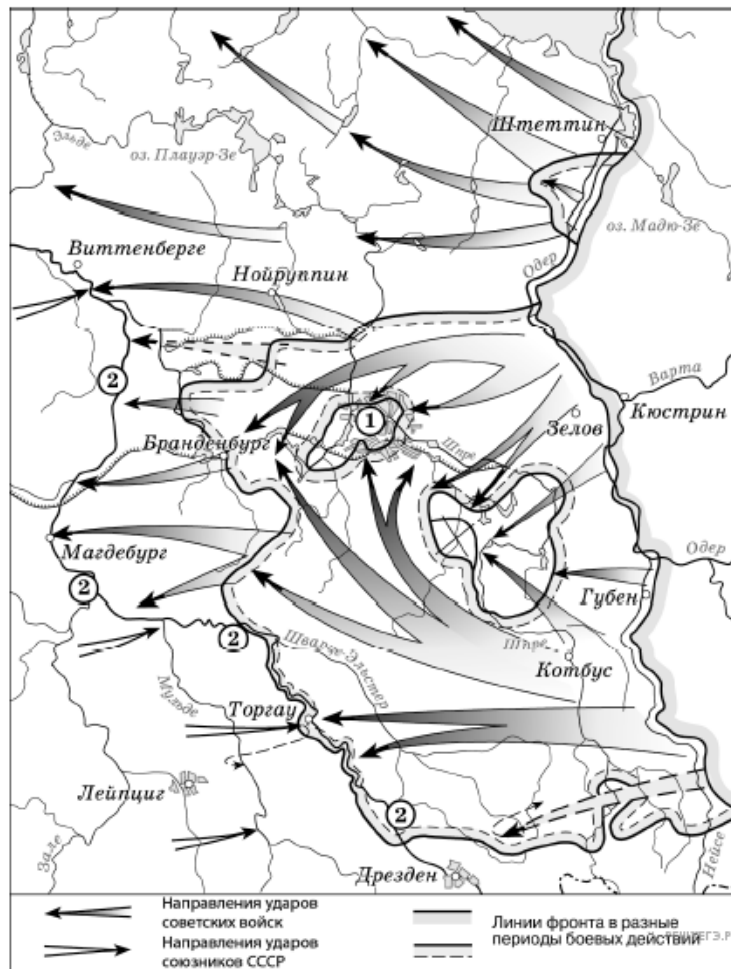 Штеттин
Эльде
оз. Плауэр-Зе
оз. Мадю-Зе
Виттенберге
Нойруппин
Одер
2
Варта
Кюстрин
1
Зелов
Бранденбург
Шпре
Магдебург
Одер
2
Губен
2
Шварце-Эльстер
Шпре
Котбус
Мульде
Торгау
Лейпциг
2
Зале
Дрезден
Нейсе
Направления ударов
советских войск
Направления ударов
союзников СССР
Линии фронта в разные
периоды боевых действий